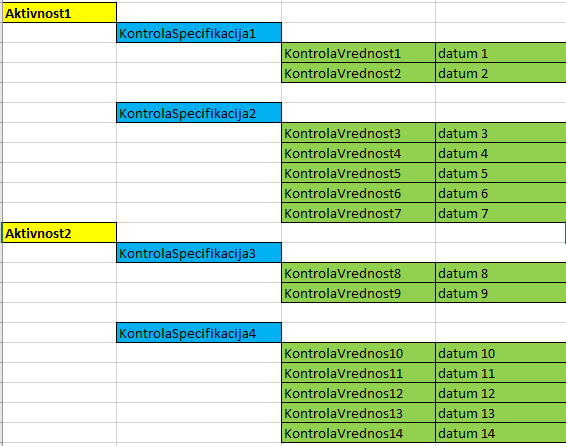 Aktivnost1
KontrolaSpecifikacija1
KontrolaVrednost1 datum 1
KontrolaVrednost2 datum 2
KontrolaSpecifikacija2
KontrolaVrednost3 datum 3
KontrolaVrednost4 datum 4
KontrolaVrednost5 datum 5
KontrolaVrednost6 datum 6
KontrolaVrednost7 datum 7
Aktivnost2
KontrolaSpecifikacija3
KontrolaVrednost8 datum 8
KontrolaVrednost9 datum 9
KontrolaSpecifikacija4
KontrolaVrednos10 datum 10
KontrolaVrednos11 datum 11
KontrolaVrednos12 datum 12
KontrolaVrednos13 datum 13
KontrolaVrednos14 datum 14